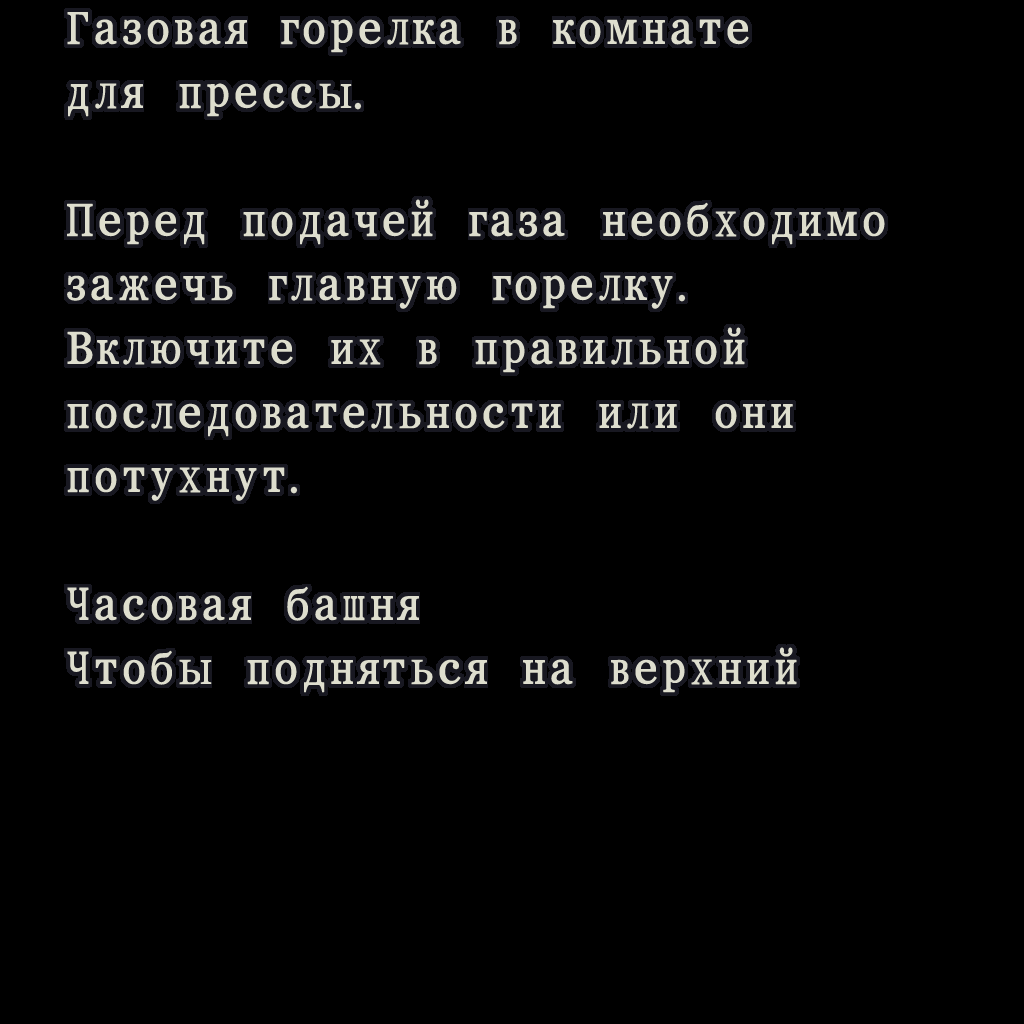 Газовая горелка в комнате
для прессы.
Перед подачей газа необходимо
зажечь главную горелку.
Включите их в правильной
последовательности или они
потухнут.
Часовая башня
Чтобы подняться на верхний